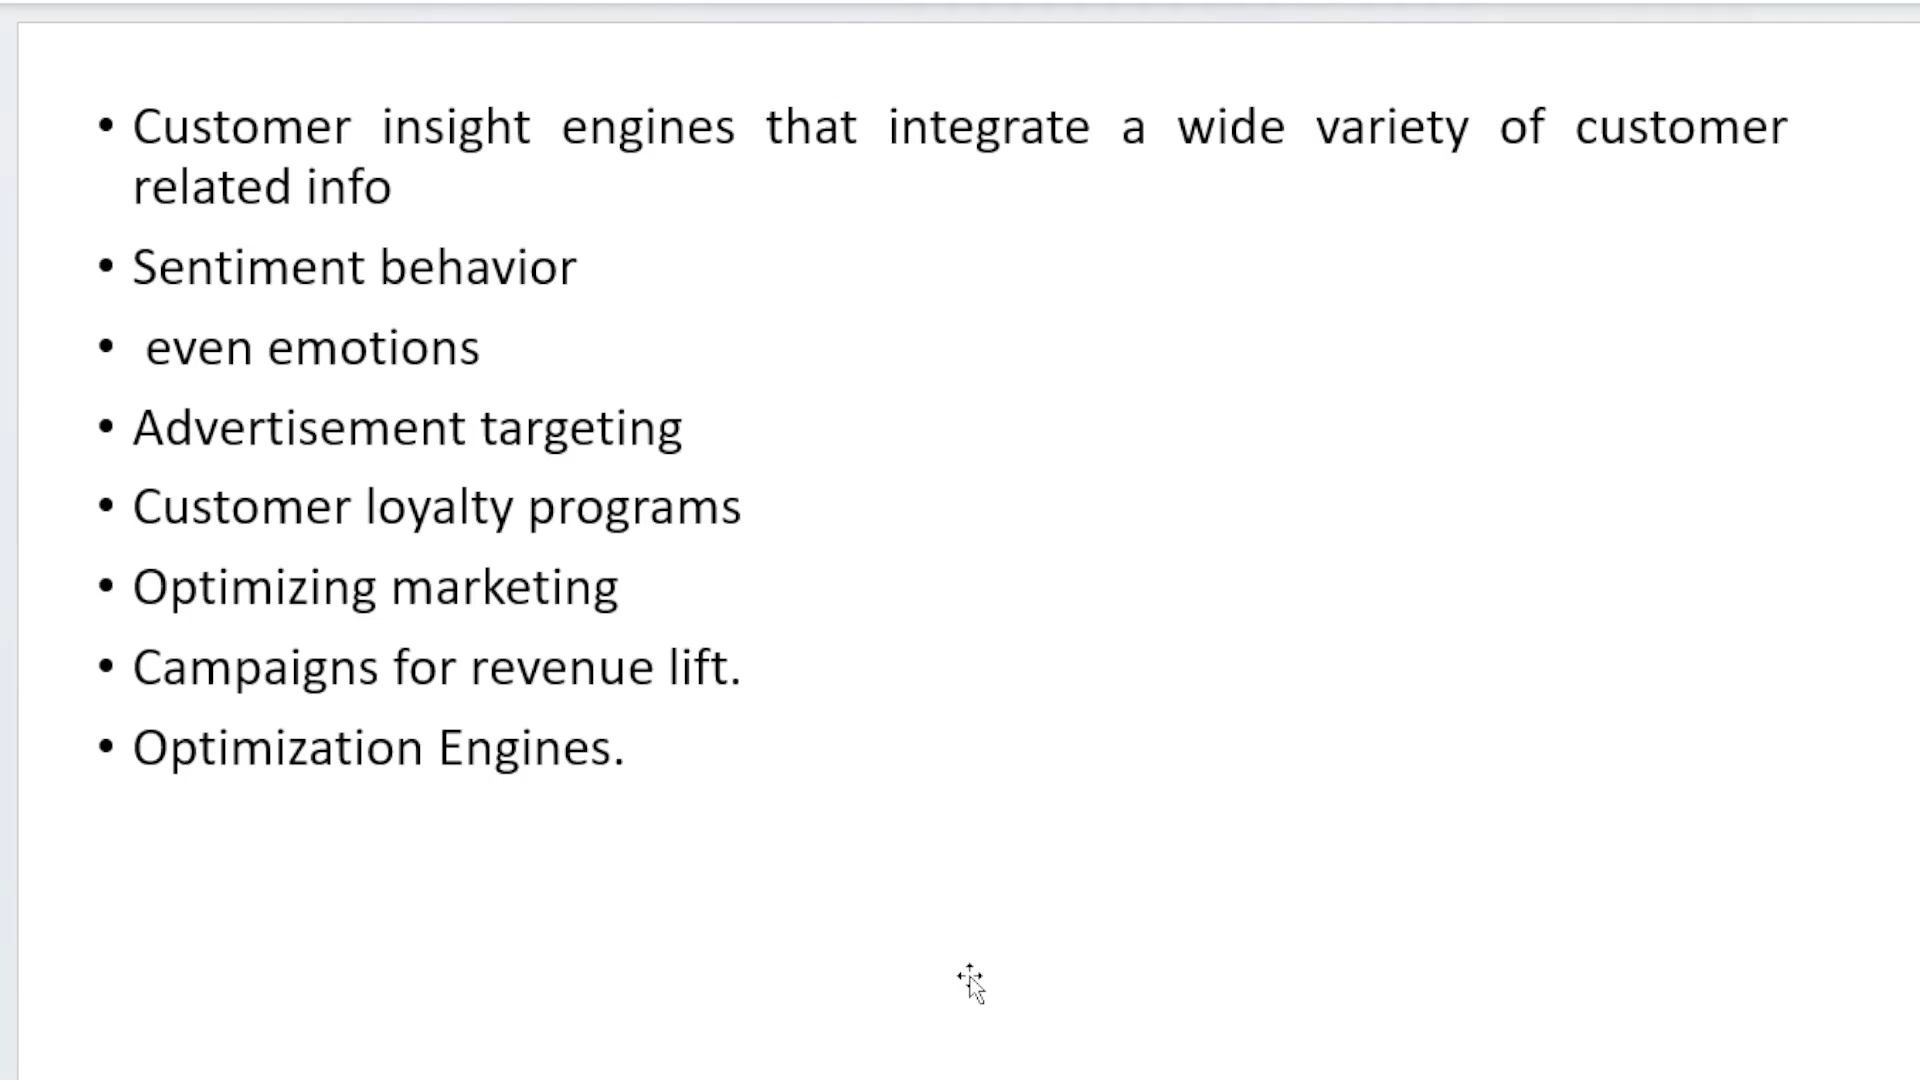 • Customer insight engines that integrate a wide variety of customer
related info
• Sentiment behavior
• even emotions
• Advertisement targeting
• Customer loyalty programs
• Optimizing marketing
• Campaigns for revenue lift.
• Optimization Engines.